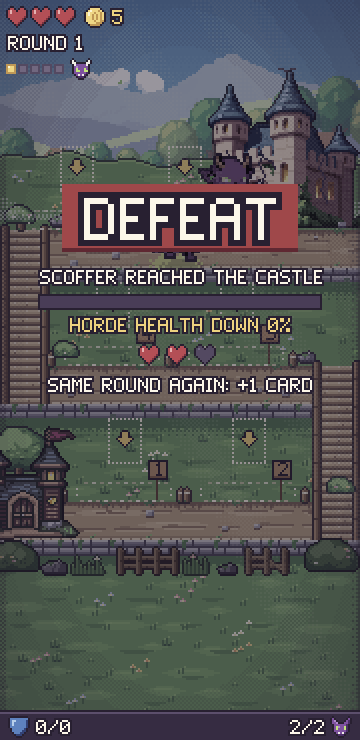 5
ROUND 1
DEFEAT
SCOFFER REACHED THE CASTLE
HORDE HEALTH DOWN 0%
SAME ROUND AGAIN: +1 CARD
1
2
0/0
2/2